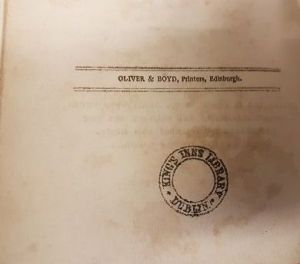 OLIVER & BOYD, Printers, Edinburgh.
KING'S INNS LIBRARY
DUBLIN.